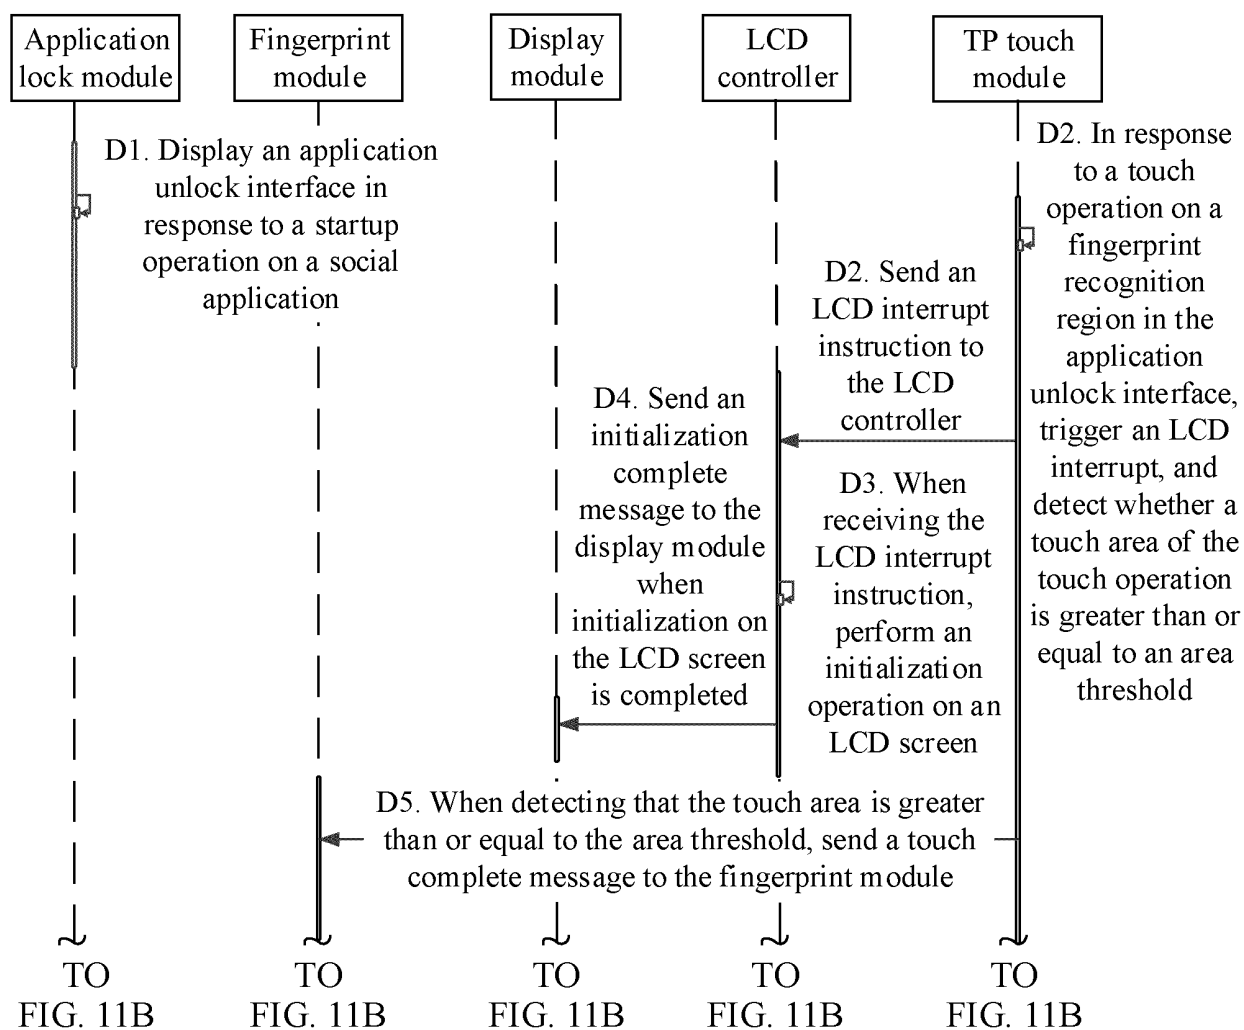 Application
lock module
Fingerprint
module
Display
module
LCD
controller
TP touch
module
D1. Display an application
unlock interface in
response to a startup
operation on a social
application
D2. In response
to a touch
operation on a
fingerprint
recognition
region in the
application
unlock interface,
trigger an LCD
interrupt, and
detect whether a
touch area of the
touch operation
is greater than or
equal to an area
threshold
D2. Send an
LCD interrupt
instruction to
the LCD
controller
D3. When
receiving the
LCD interrupt
instruction,
perform an
initialization
operation on an
LCD screen
D4. Send an
initialization
complete
message to the
display module
when
initialization on
the LCD screen
is completed
D5. When detecting that the touch area is greater
than or equal to the area threshold, send a touch
complete message to the fingerprint module
TO
FIG. 11B
TO
FIG. 11B
TO
FIG. 11B
TO
FIG. 11B
TO
FIG. 11B